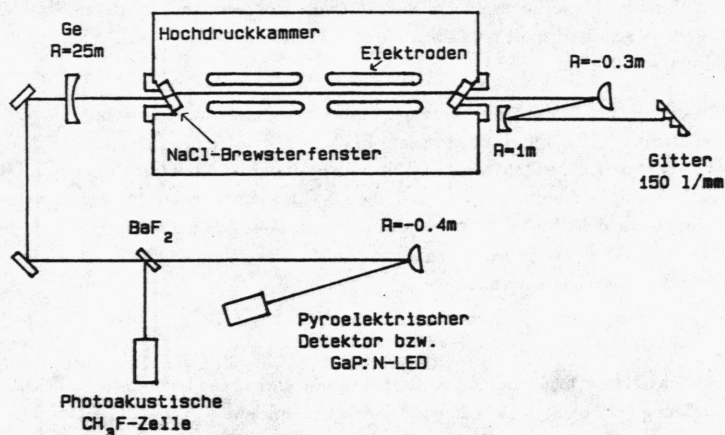 Ge
R=25m
Hochdruckkammer
Elektroden
R=-0.3m
NaCl-Brewsterfenster
R=1m
Gitter
150 l/mm
BaF₂
R=-0.4m
Pyroelektrischer
Detektor bzw.
GaP:N-LED
Photoakustische
CH₃F-Zelle